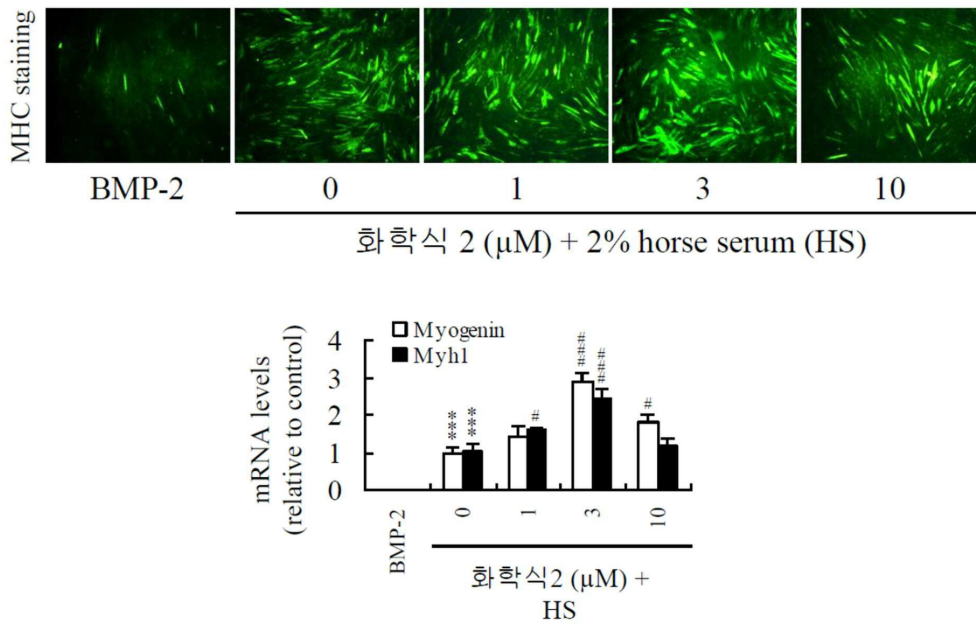 MHC staining
BMP-2 0 1 3 10
화학식 2 (µM) + 2% horse serum (HS)
Myogenin
Myh1
mRNA levels
(relative to control)
4
3
2
1
0
***
***
#
###
###
#
BMP-2 0 1 3 10
화학식2 (µM) +
HS